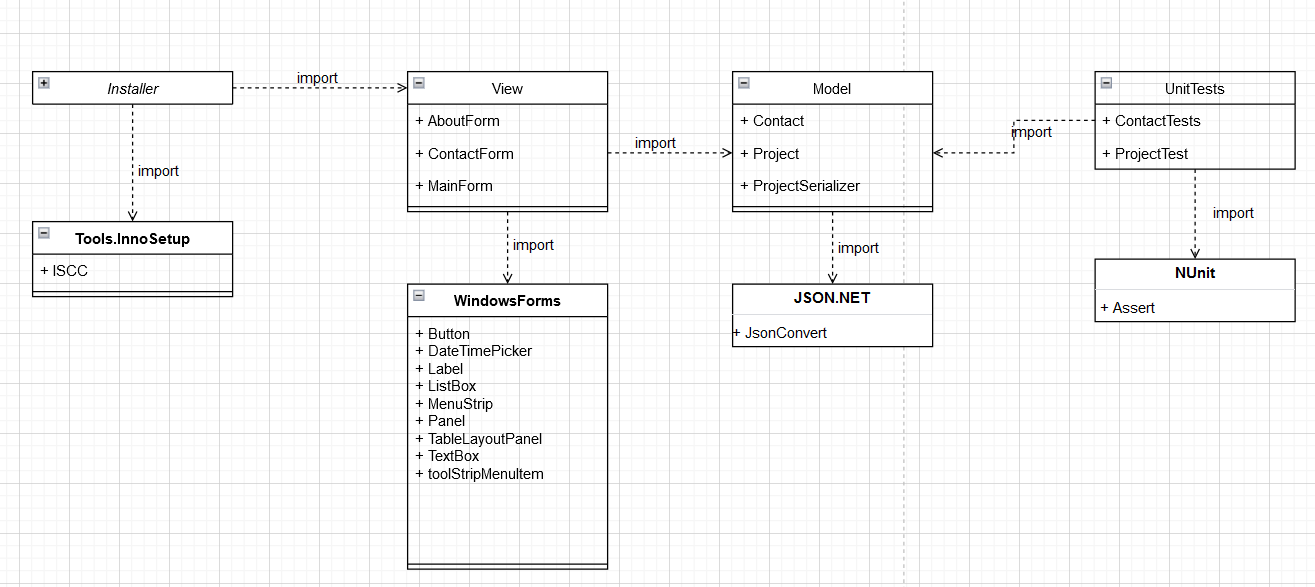 Installer
import
View
+ AboutForm
+ ContactForm
+ MainForm
import
Model
+ Contact
+ Project
+ ProjectSerializer
import
UnitTests
+ ContactTests
+ ProjectTest
import
Tools.InnoSetup
+ ISCC
import
WindowsForms
+ Button
+ DateTimePicker
+ Label
+ ListBox
+ MenuStrip
+ Panel
+ TableLayoutPanel
+ TextBox
+ toolStripMenuItem
import
JSON.NET
+ JsonConvert
import
NUnit
+ Assert